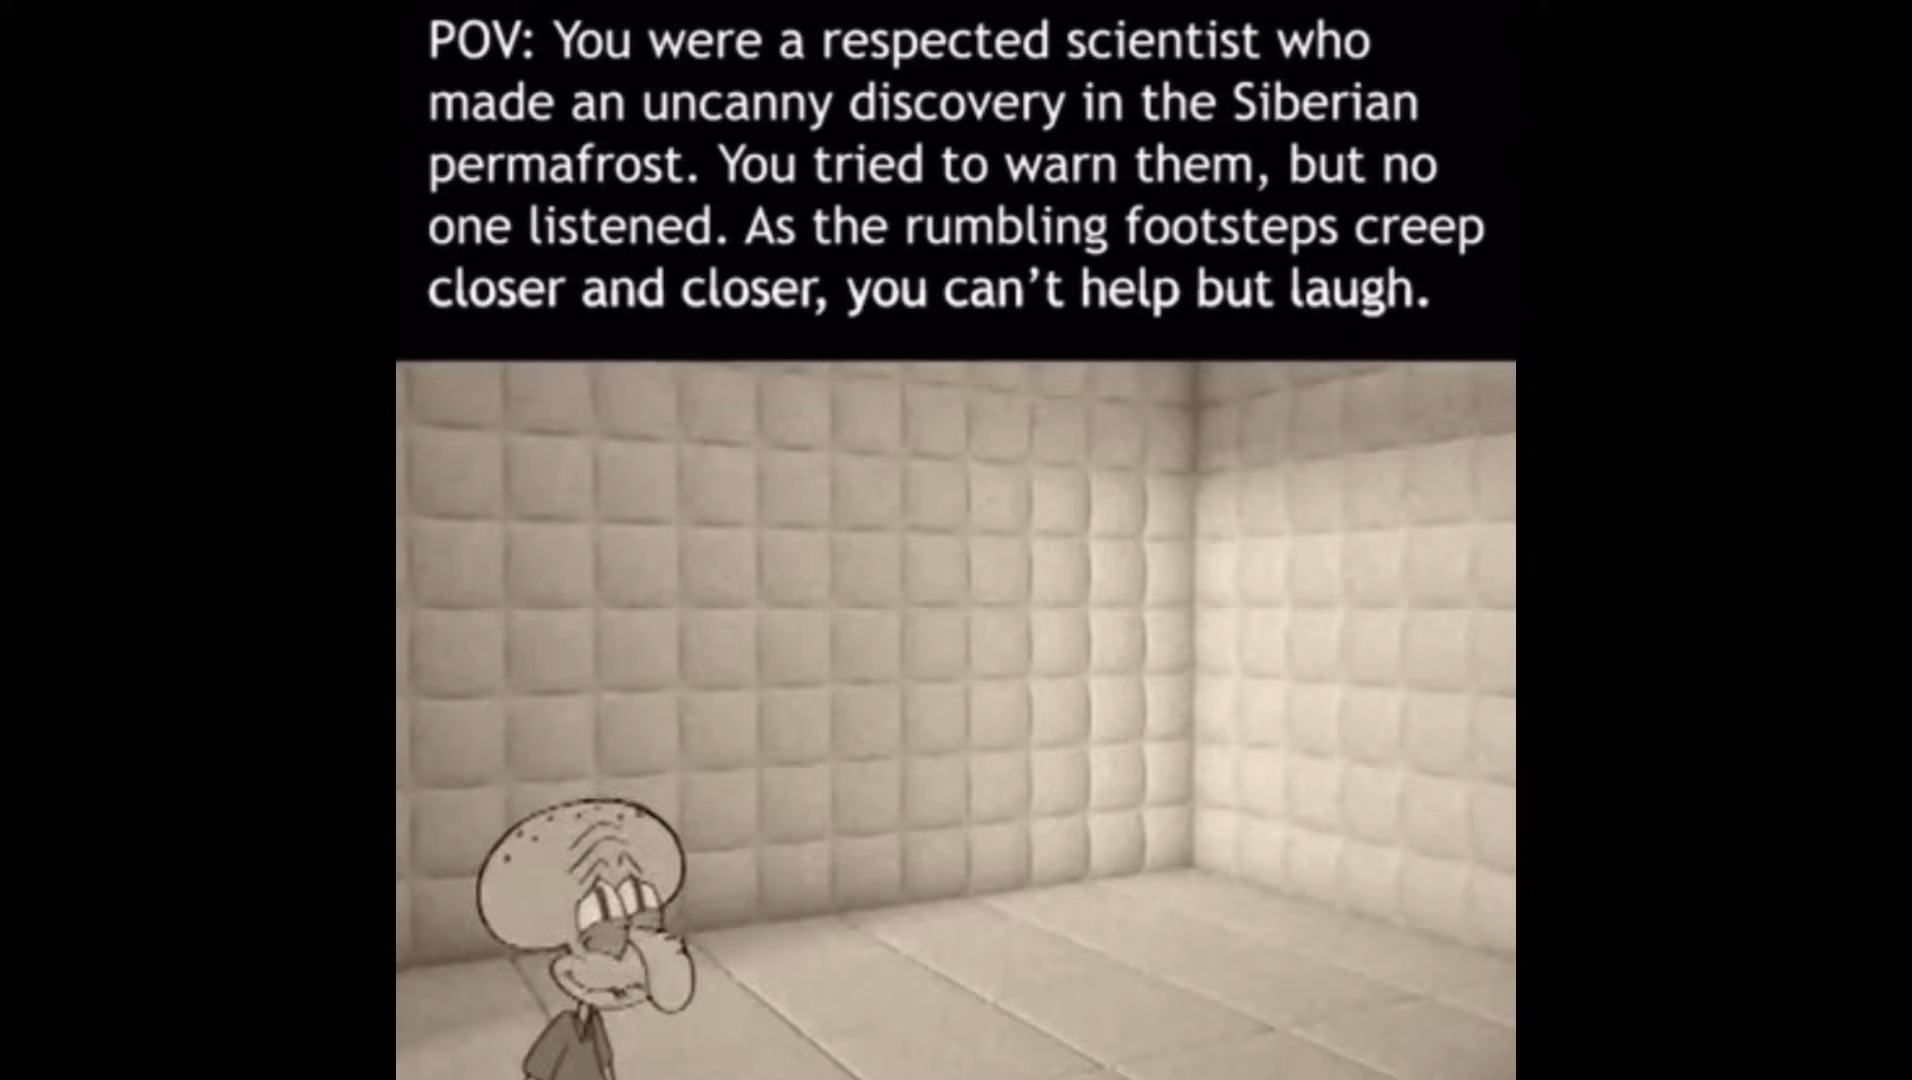 POV: You were a respected scientist who
made an uncanny discovery in the Siberian
permafrost. You tried to warn them, but no
one listened. As the rumbling footsteps creep
closer and closer, you can’t help but laugh.